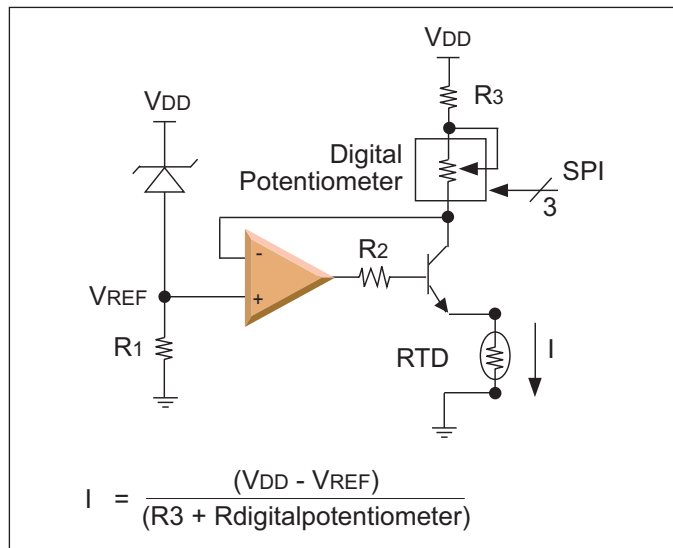 VDD
R3
VDD
Digital
Potentiometer
SPI
3
R2
-
+
VREF
R1
RTD
I
I = (VDD - VREF)
(R3 + Rdigitalpotentiometer)